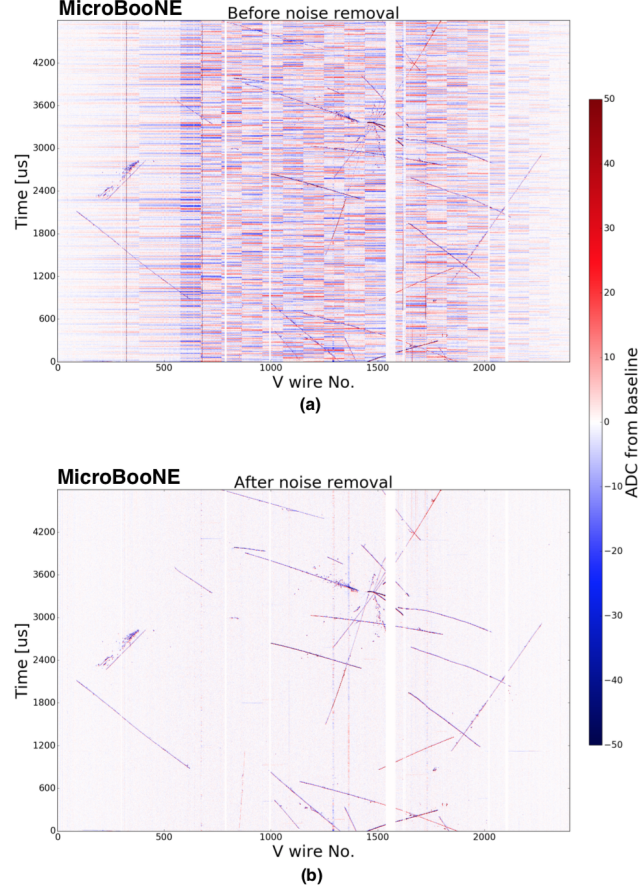 MicroBooNE
Before noise removal
4200
3600
3000
2400
1800
1200
600
0
Time [us]
0 500 1000 1500 2000
V wire No.
(a)
MicroBooNE
After noise removal
4200
3600
3000
2400
1800
1200
600
0
Time [us]
0 500 1000 1500 2000
V wire No.
(b)
50
40
30
20
10
0
−10
−20
−30
−40
−50
ADC from baseline